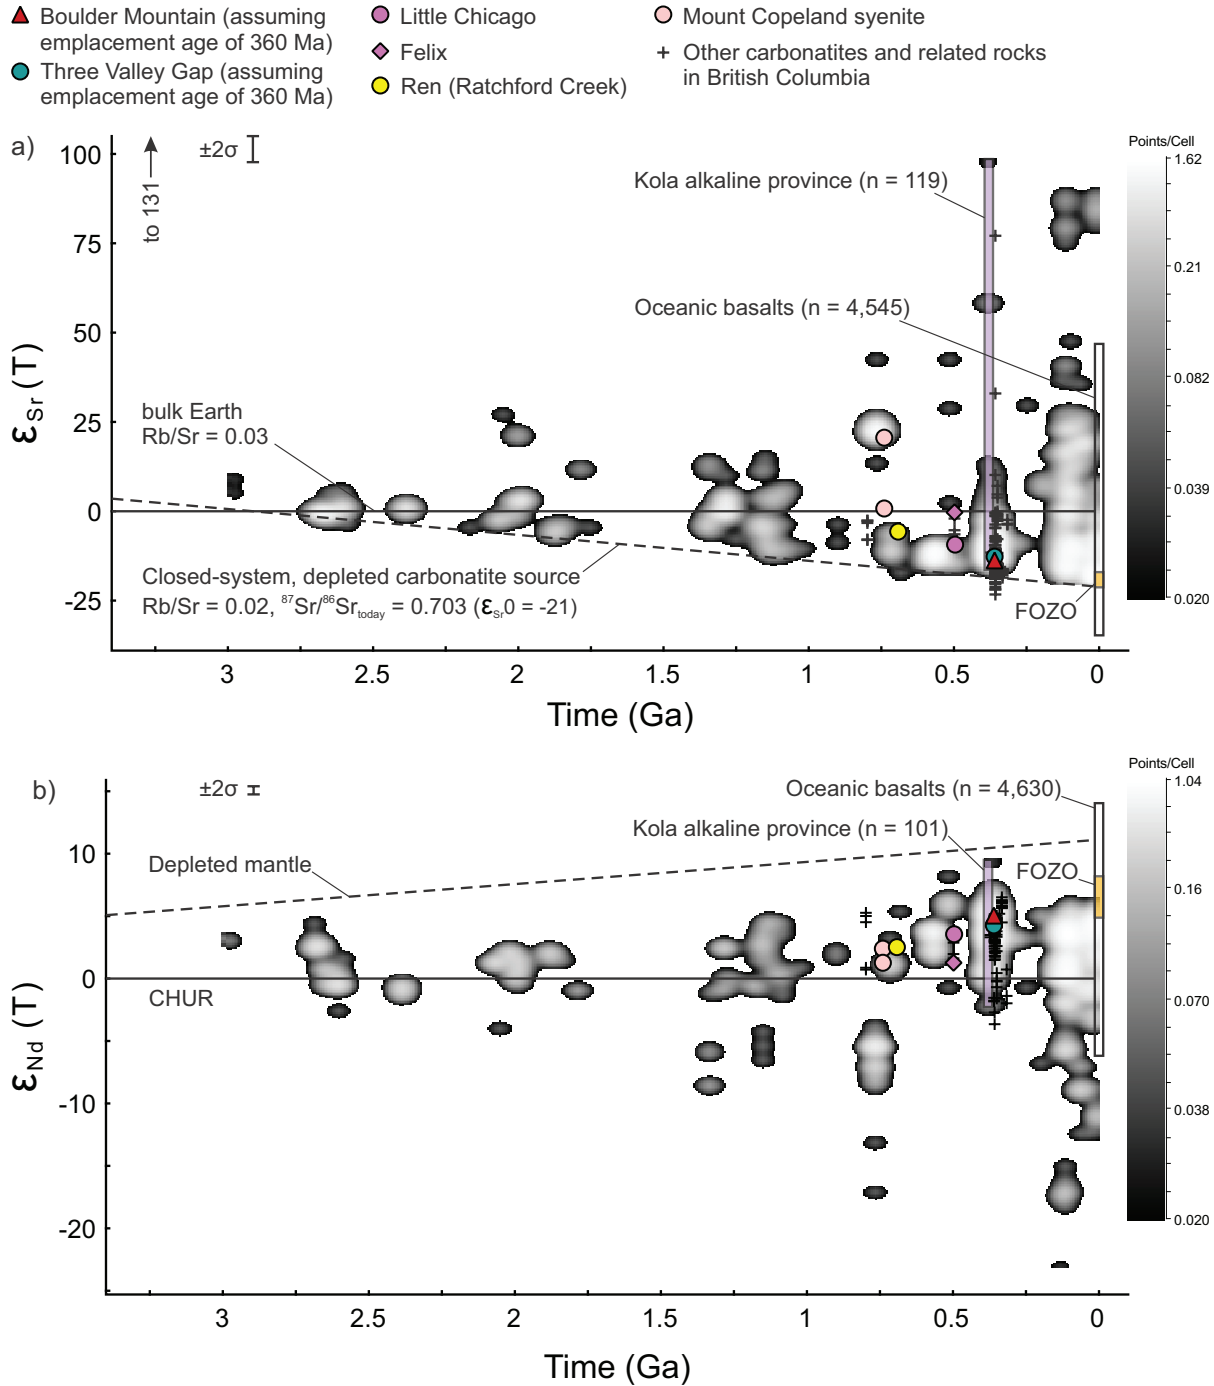 Boulder Mountain (assuming
emplacement age of 360 Ma)
Three Valley Gap (assuming
emplacement age of 360 Ma)
Little Chicago
Felix
Ren (Ratchford Creek)
Mount Copeland syenite
Other carbonatites and related rocks
in British Columbia
a)
to 131
±2σ
Kola alkaline province (n = 119)
Oceanic basalts (n = 4,545)
bulk Earth
Rb/Sr = 0.03
Closed-system, depleted carbonatite source
Rb/Sr = 0.02, ⁸⁷Sr/⁸⁶Sr_today = 0.703 (ε_Sr0 = -21)
FOZO
100
75
50
25
0
-25
ε_Sr (T)
3
2.5
2
1.5
1
0.5
0
Time (Ga)
Points/Cell
1.62
0.21
0.082
0.039
0.020
b)
±2σ
Oceanic basalts (n = 4,630)
Kola alkaline province (n = 101)
Depleted mantle
FOZO
CHUR
10
0
-10
-20
ε_Nd (T)
3
2.5
2
1.5
1
0.5
0
Time (Ga)
Points/Cell
1.04
0.16
0.070
0.038
0.020